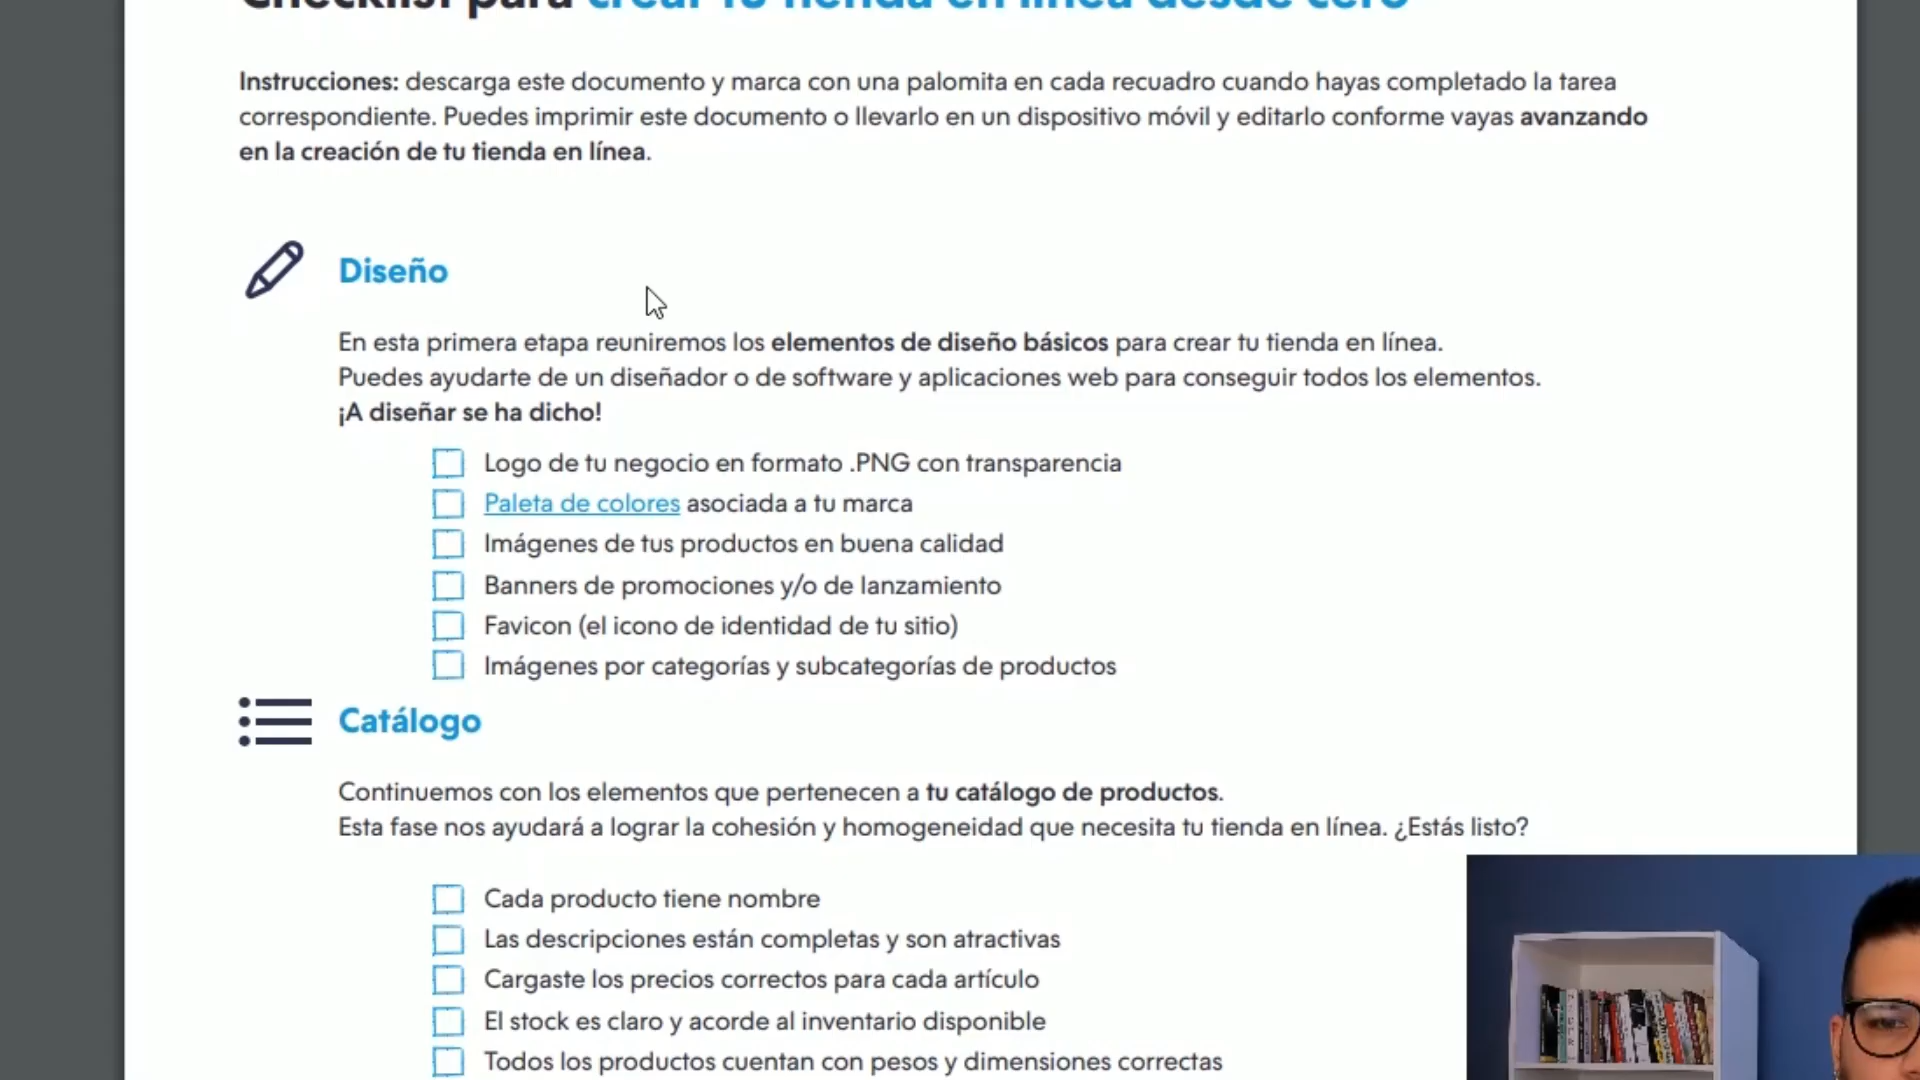 Checklist para crear tu tienda en línea desde cero
Instrucciones: descarga este documento y marca con una palomita en cada recuadro cuando hayas completado la tarea
correspondiente. Puedes imprimir este documento o llevarlo en un dispositivo móvil y editarlo conforme vayas avanzando
en la creación de tu tienda en línea.
Diseño
En esta primera etapa reuniremos los elementos de diseño básicos para crear tu tienda en línea.
Puedes ayudarte de un diseñador o de software y aplicaciones web para conseguir todos los elementos.
¡A diseñar se ha dicho!
Logo de tu negocio en formato .PNG con transparencia
Paleta de colores asociada a tu marca
Imágenes de tus productos en buena calidad
Banners de promociones y/o de lanzamiento
Favicon (el icono de identidad de tu sitio)
Imágenes por categorías y subcategorías de productos
Catálogo
Continuemos con los elementos que pertenecen a tu catálogo de productos.
Esta fase nos ayudará a lograr la cohesión y homogeneidad que necesita tu tienda en línea. ¿Estás listo?
Cada producto tiene nombre
Las descripciones están completas y son atractivas
Cargaste los precios correctos para cada artículo
El stock es claro y acorde al inventario disponible
Todos los productos cuentan con pesos y dimensiones correctas